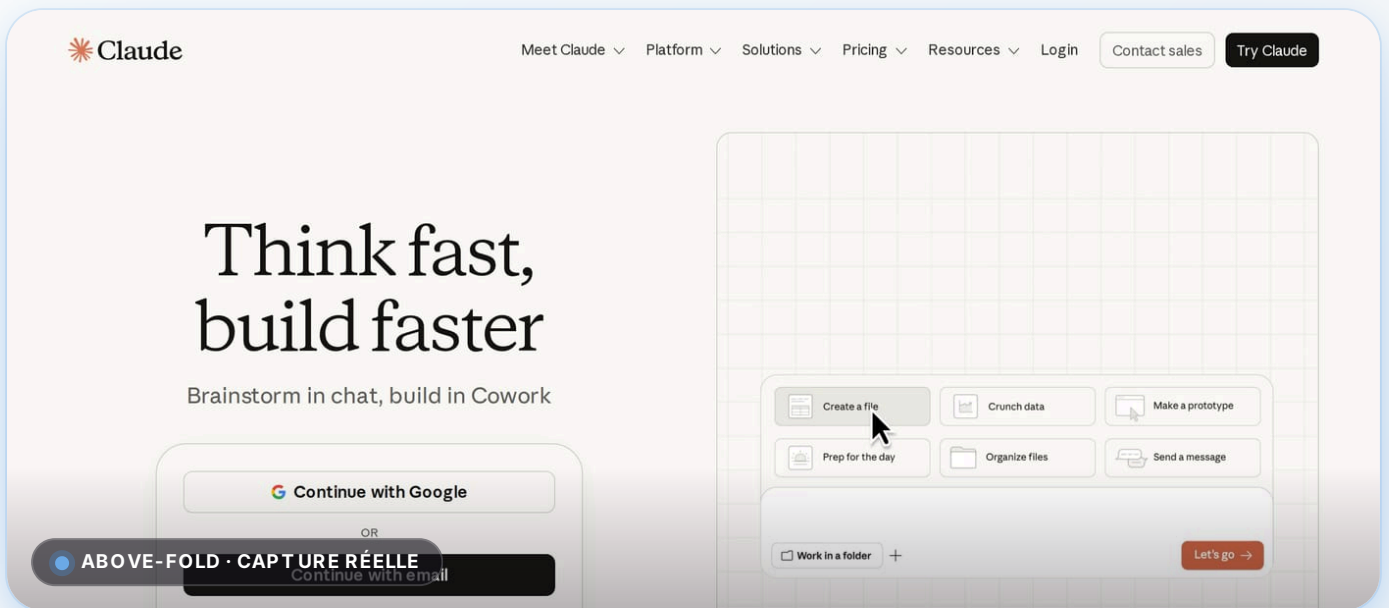 Claude
Meet Claude
Platform
Solutions
Pricing
Resources
Login
Contact sales
Try Claude
Think fast,
build faster
Brainstorm in chat, build in Cowork
Continue with Google
OR
Continue with email
ABOVE-FOLD · CAPTURE RÉELLE
Create a file
Crunch data
Make a prototype
Prep for the day
Organize files
Send a message
Work in a folder
Let's go